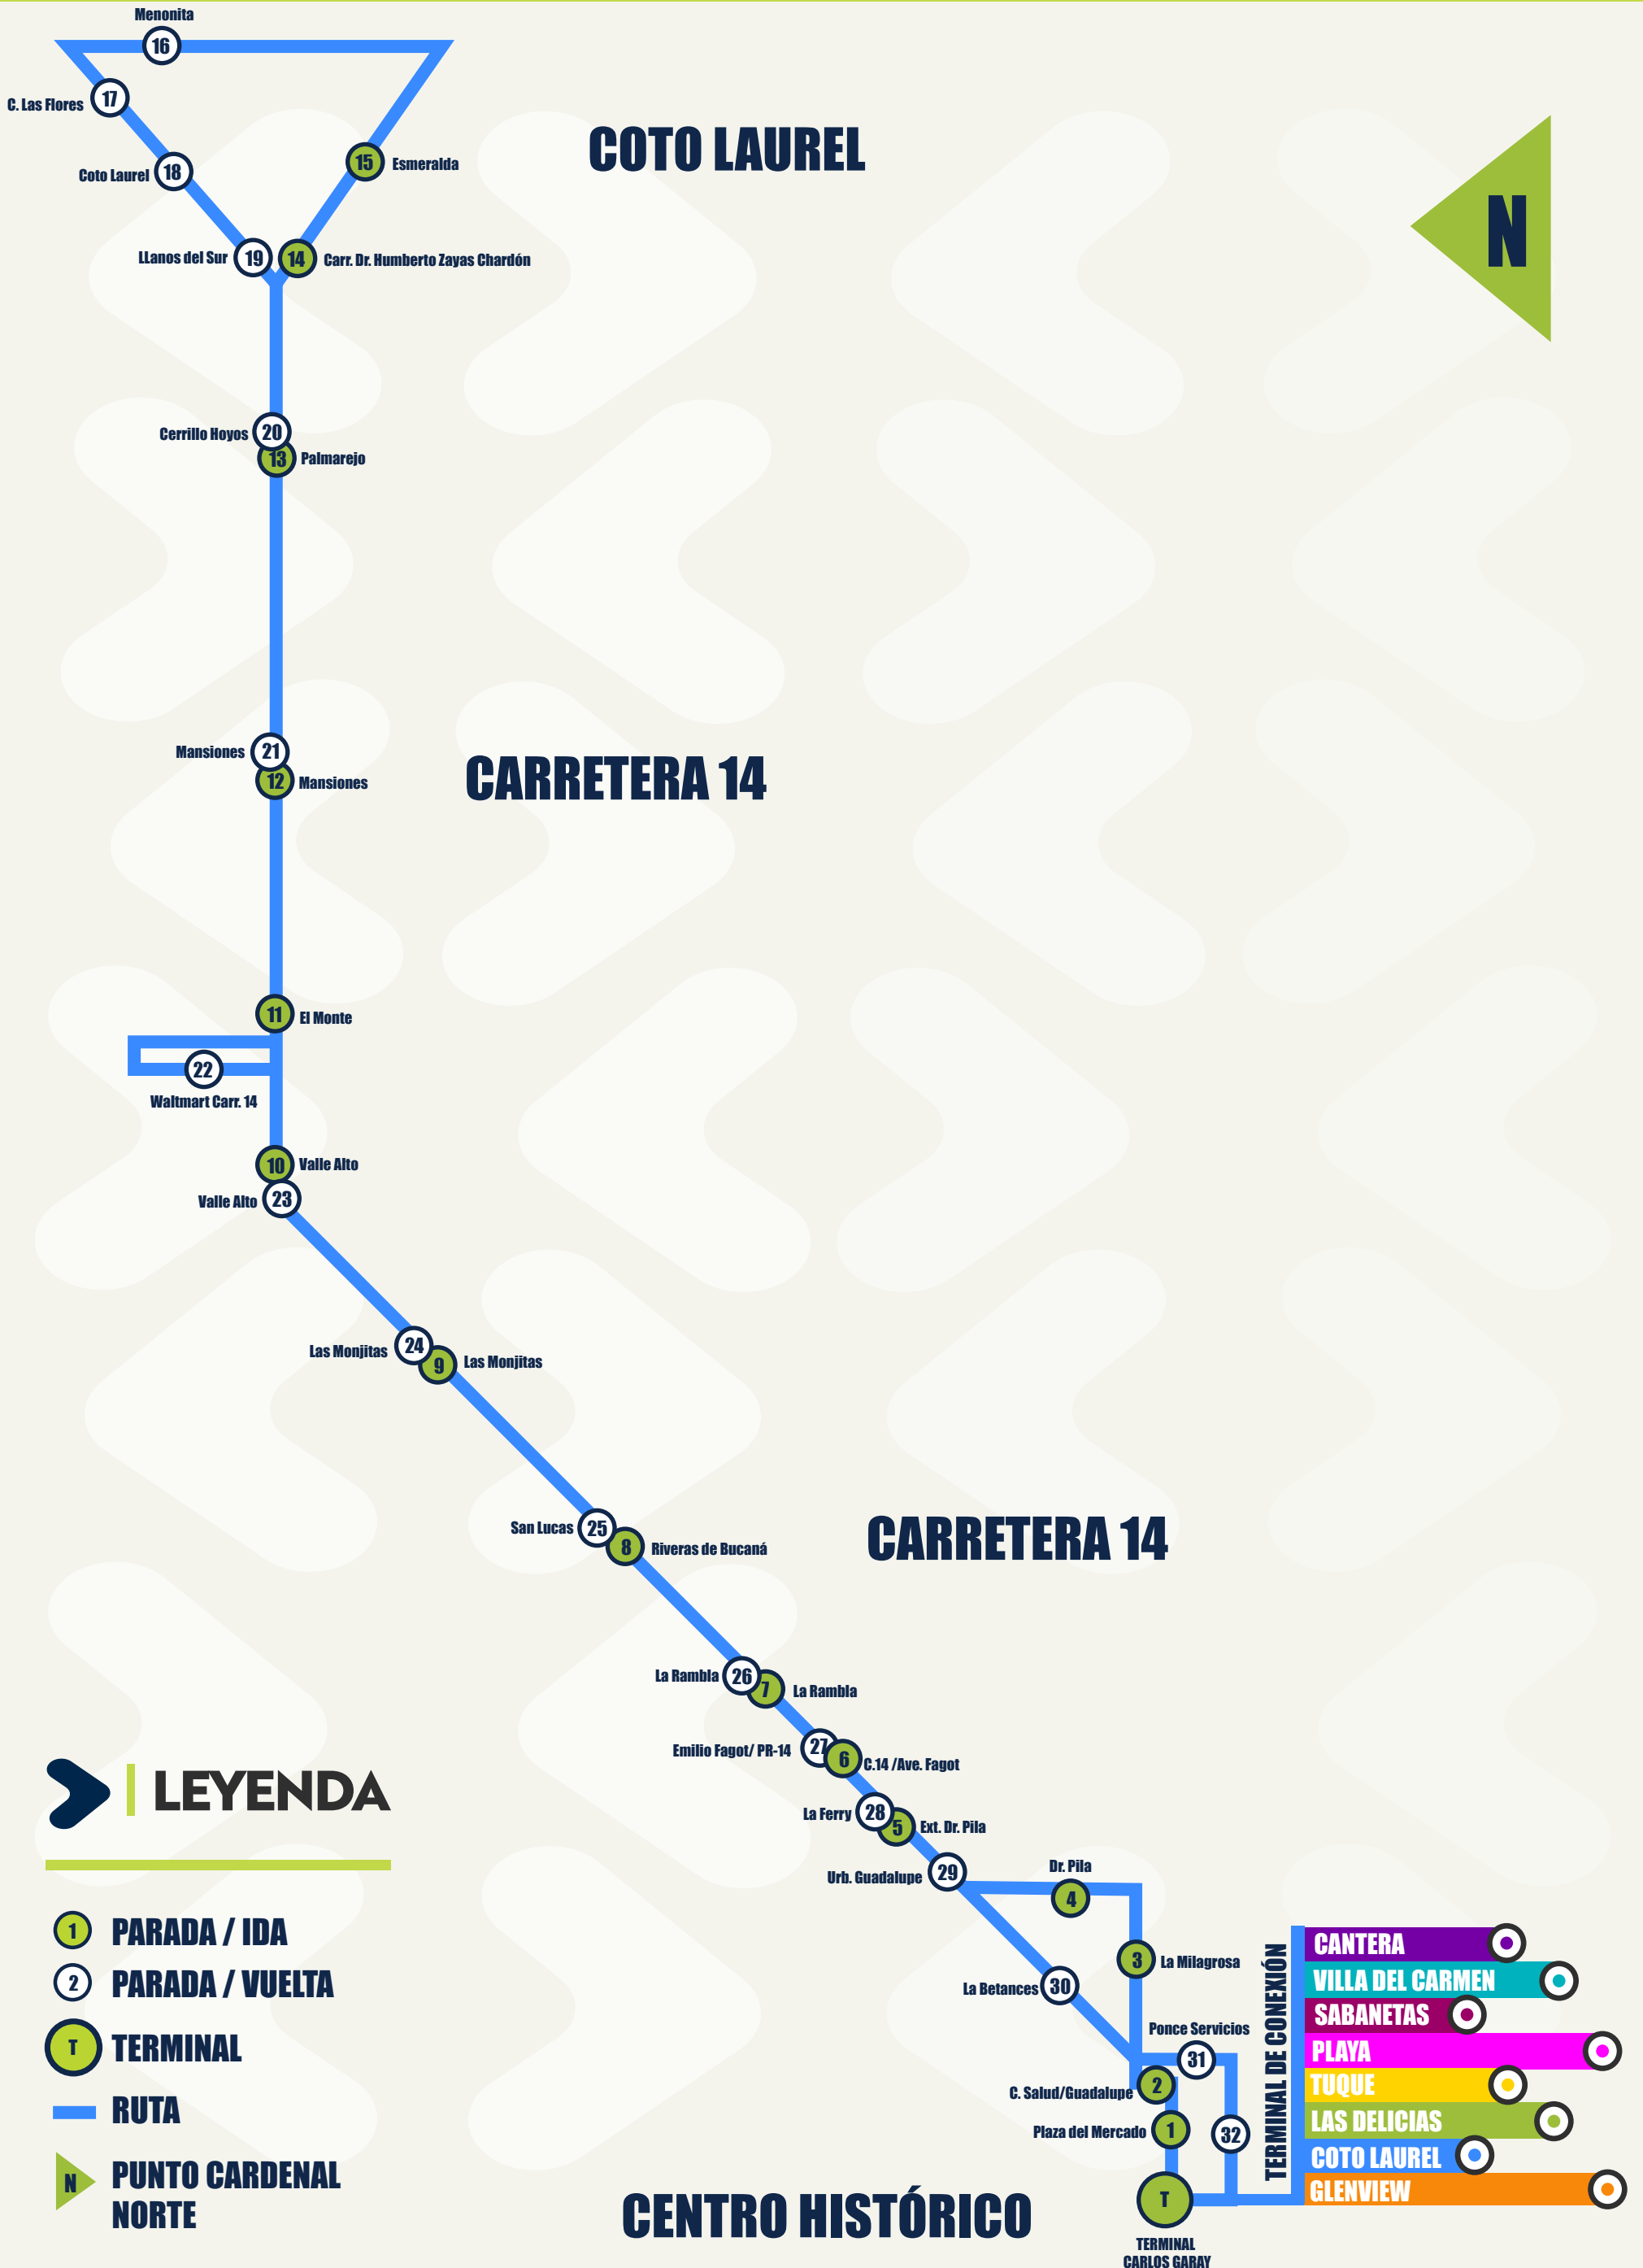 Menonita
16
17
C. Las Flores
COTO LAUREL
15
Esmeralda
18
Coto Laurel
N
19
LLanos del Sur
14
Carr. Dr. Humberto Zayas Chardón
20
Cerrillo Hoyos
13
Palmarejo
21
Mansiones
12
Mansiones
CARRETERA 14
11
El Monte
22
Waltmart Carr. 14
10
Valle Alto
23
Valle Alto
24
Las Monjitas
9
Las Monjitas
25
San Lucas
8
Riveras de Bucaná
CARRETERA 14
26
La Rambla
7
La Rambla
27
Emilio Fagot/ PR-14
6
C.14 /Ave. Fagot
28
La Ferry
5
Ext. Dr. Pila
29
Urb. Guadalupe
Dr. Pila
4
3
La Milagrosa
30
La Betances
Ponce Servicios
31
2
C. Salud/Guadalupe
1
Plaza del Mercado
32
T
TERMINAL
CARLOS GARAY
CENTRO HISTÓRICO
TERMINAL DE CONEXIÓN
CANTERA
VILLA DEL CARMEN
SABANETAS
PLAYA
TUQUE
LAS DELICIAS
COTO LAUREL
GLENVIEW
LEYENDA
1 PARADA / IDA
2 PARADA / VUELTA
T TERMINAL
RUTA
N PUNTO CARDENAL
NORTE